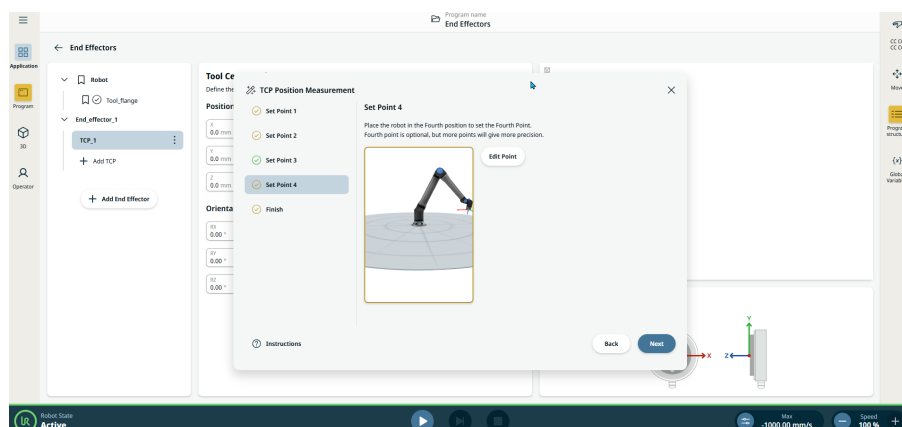 Program name
End Effectors
End Effectors
Application
Program
3D
Operator
Robot
Tool_flange
End_effector_1
TCP_1
Add TCP
Add End Effector
Tool Ce
Define the
Position
X
0.0 mm
Y
0.0 mm
Z
0.0 mm
Orienta
RX
0.00 °
RY
0.00 °
RZ
0.00 °
TCP Position Measurement
Set Point 1
Set Point 2
Set Point 3
Set Point 4
Finish
Instructions
Set Point 4
Place the robot in the Fourth position to set the Fourth Point.
Fourth point is optional, but more points will give more precision.
Edit Point
Back
Next
Y
X
Z
CC C
CC C
Move
Progra
structu
{x}
Globa
Variab
Robot State
Active
Max
-1000.00 mm/s
Speed
100 %